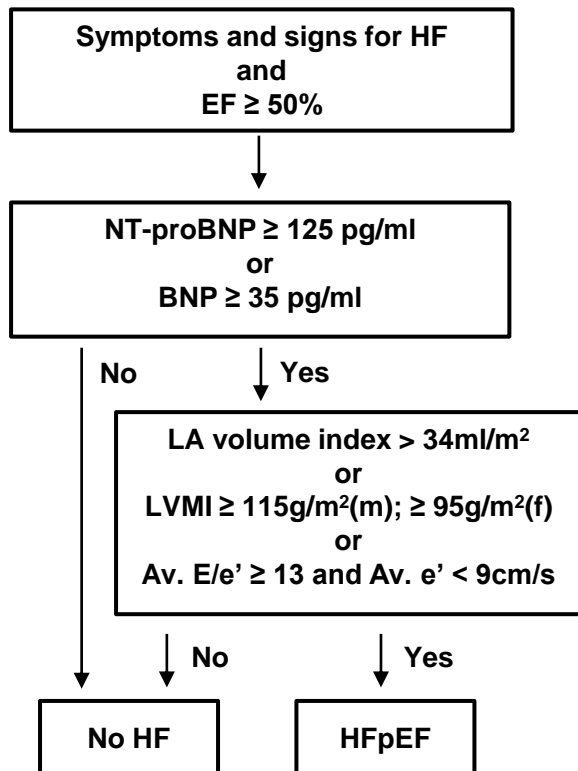 Symptoms and signs for HF
and
EF ≥ 50%
NT-proBNP ≥ 125 pg/ml
or
BNP ≥ 35 pg/ml
No
Yes
LA volume index > 34ml/m²
or
LVMI ≥ 115g/m²(m); ≥ 95g/m²(f)
or
Av. E/e’ ≥ 13 and Av. e’ < 9cm/s
No
Yes
No HF
HFpEF